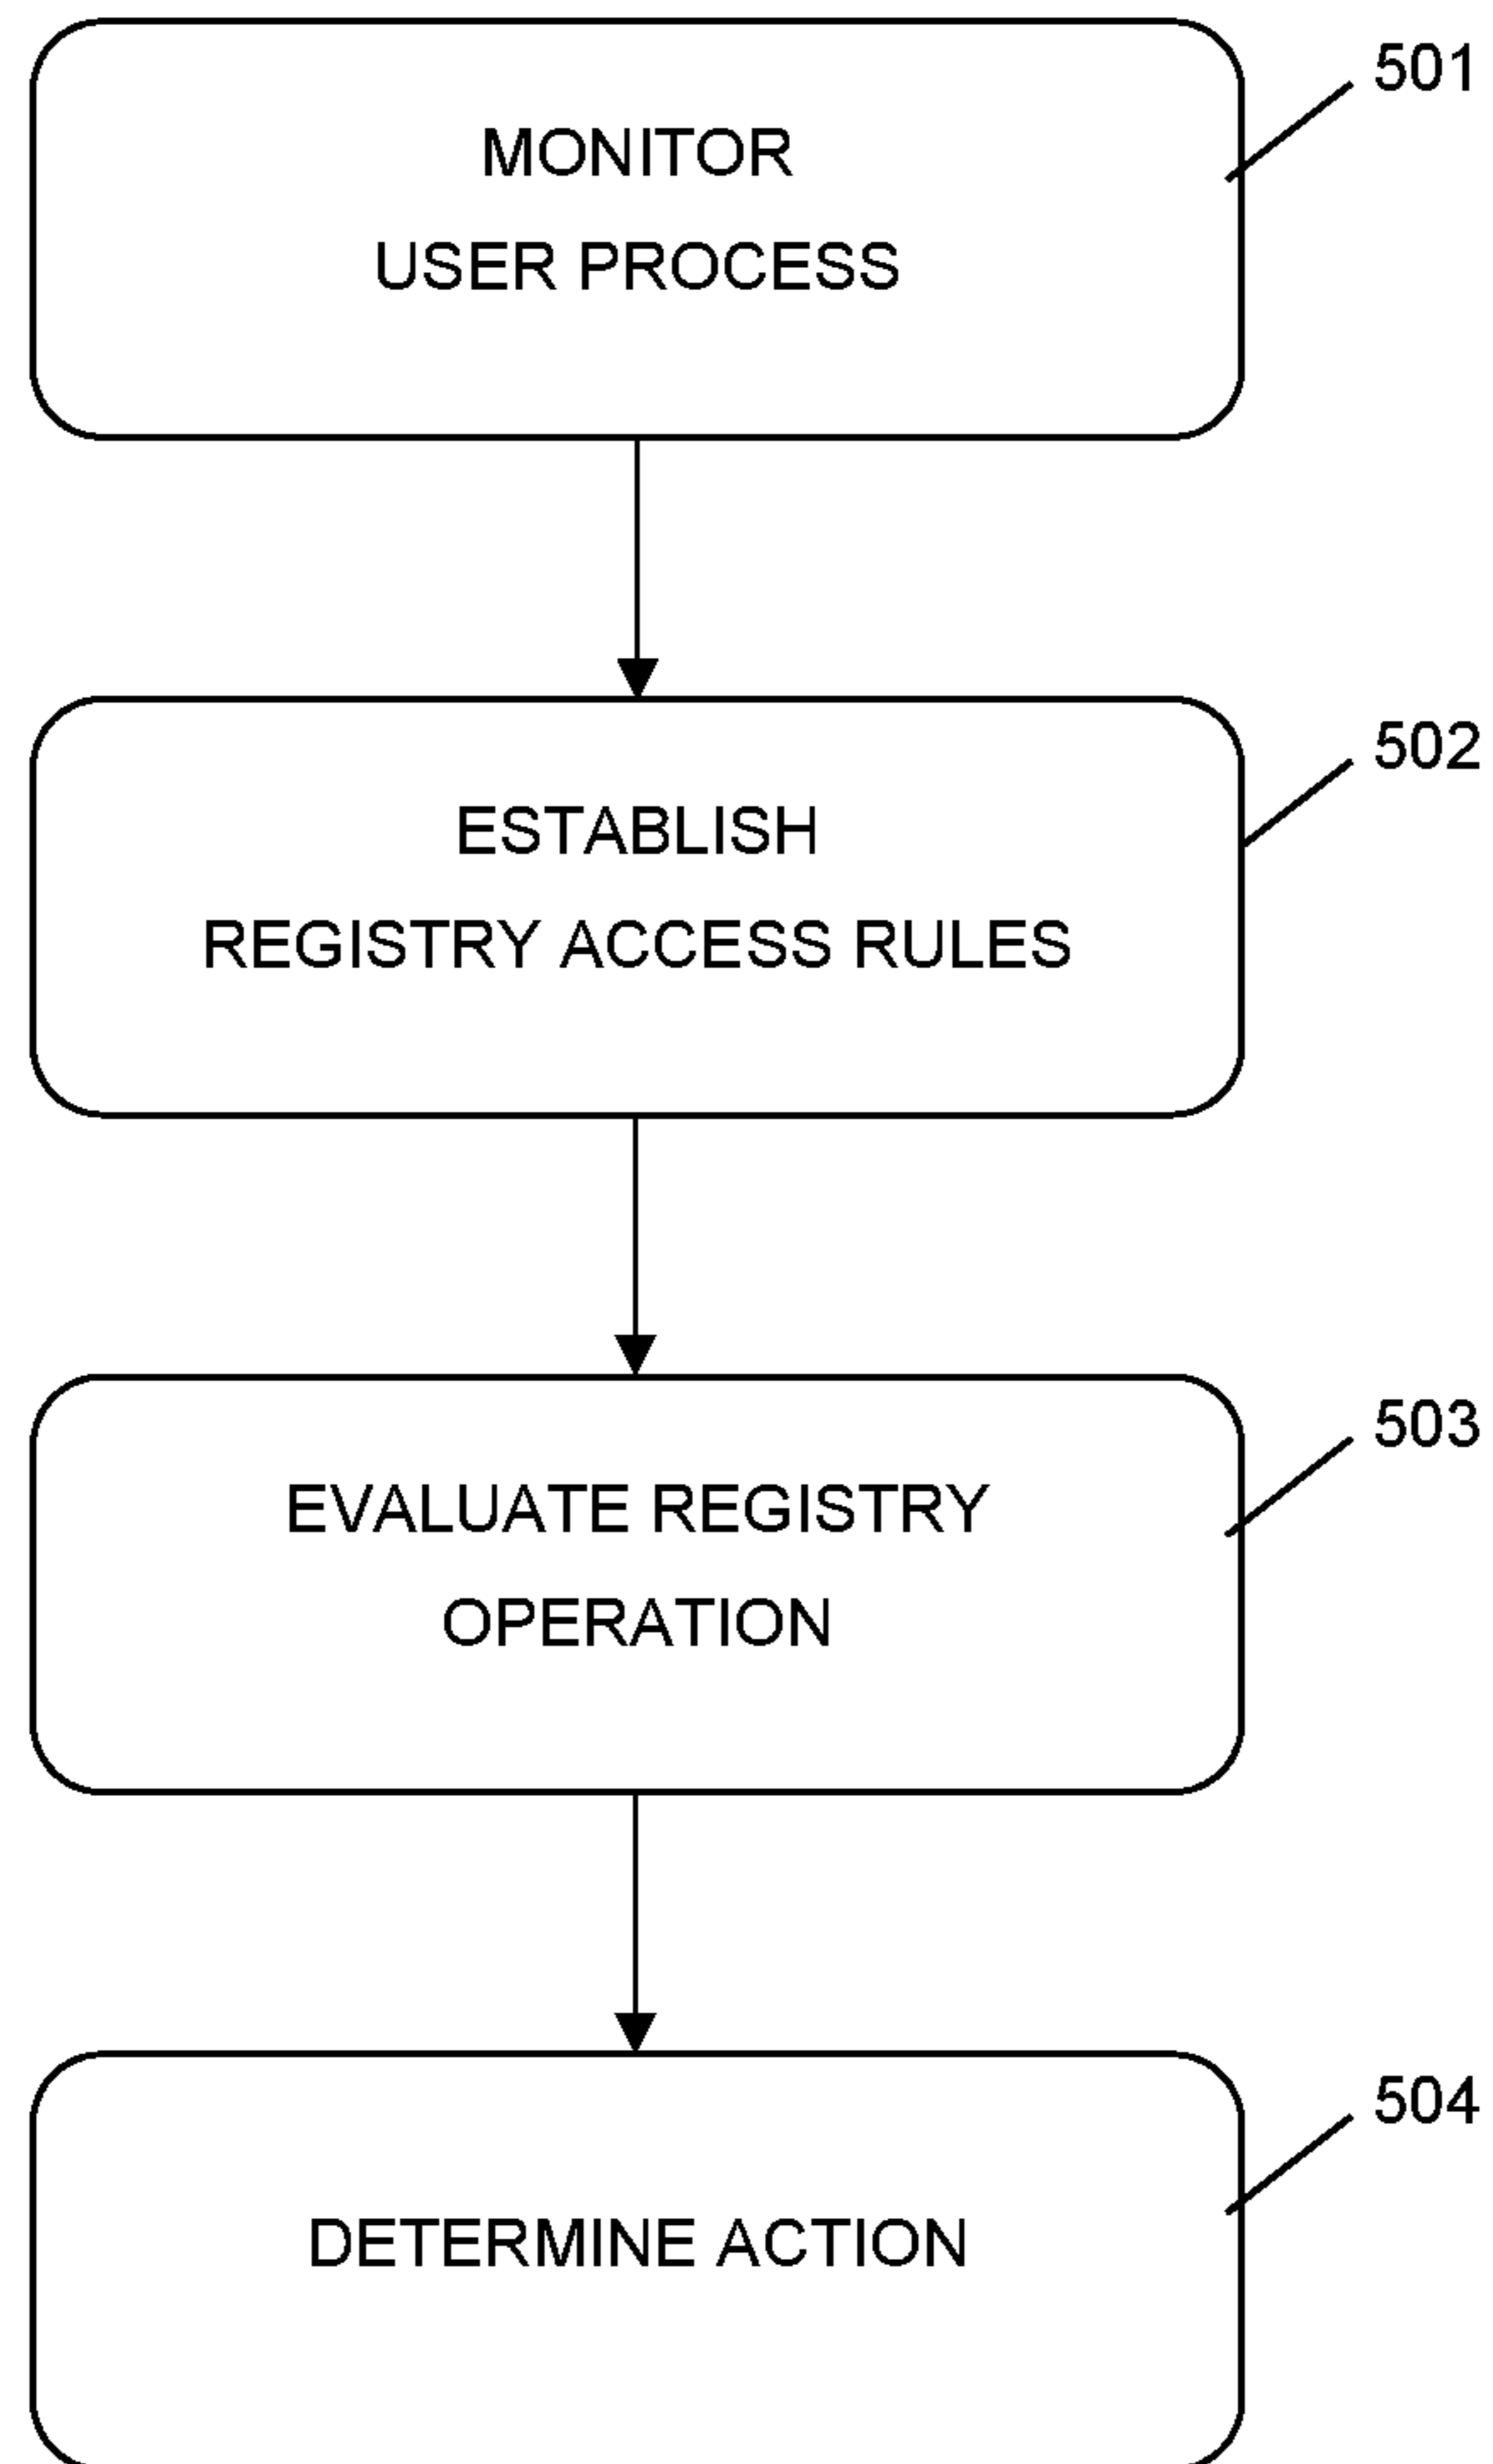 501
MONITOR
USER PROCESS
502
ESTABLISH
REGISTRY ACCESS RULES
503
EVALUATE REGISTRY
OPERATION
504
DETERMINE ACTION